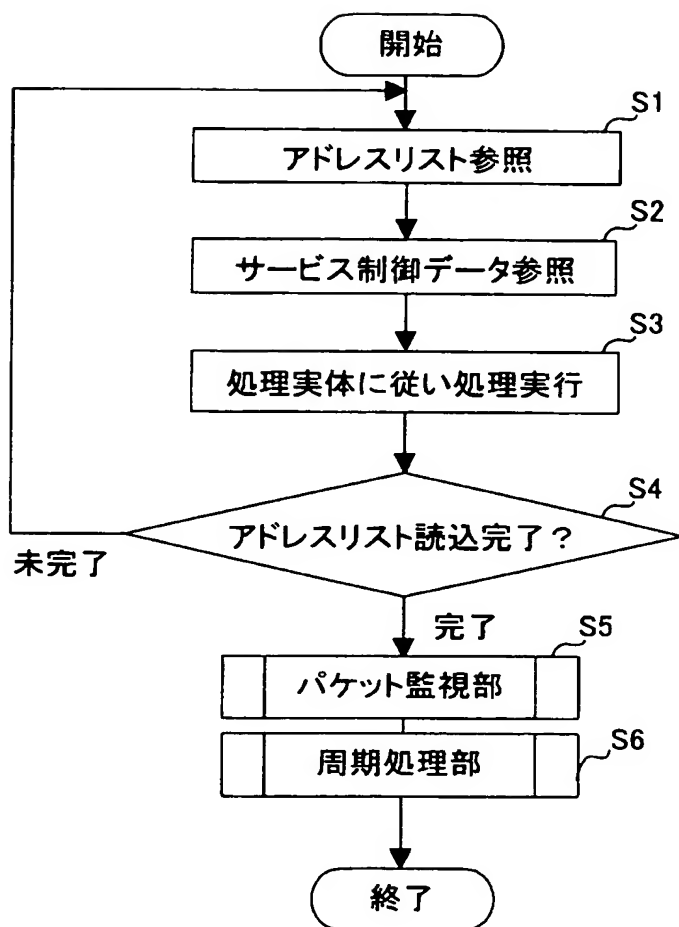 開始
S1
アドレスリスト参照
S2
サービス制御データ参照
S3
処理実体に従い処理実行
S4
アドレスリスト読込完了？
未完了
完了
S5
パケット監視部
S6
周期処理部
終了